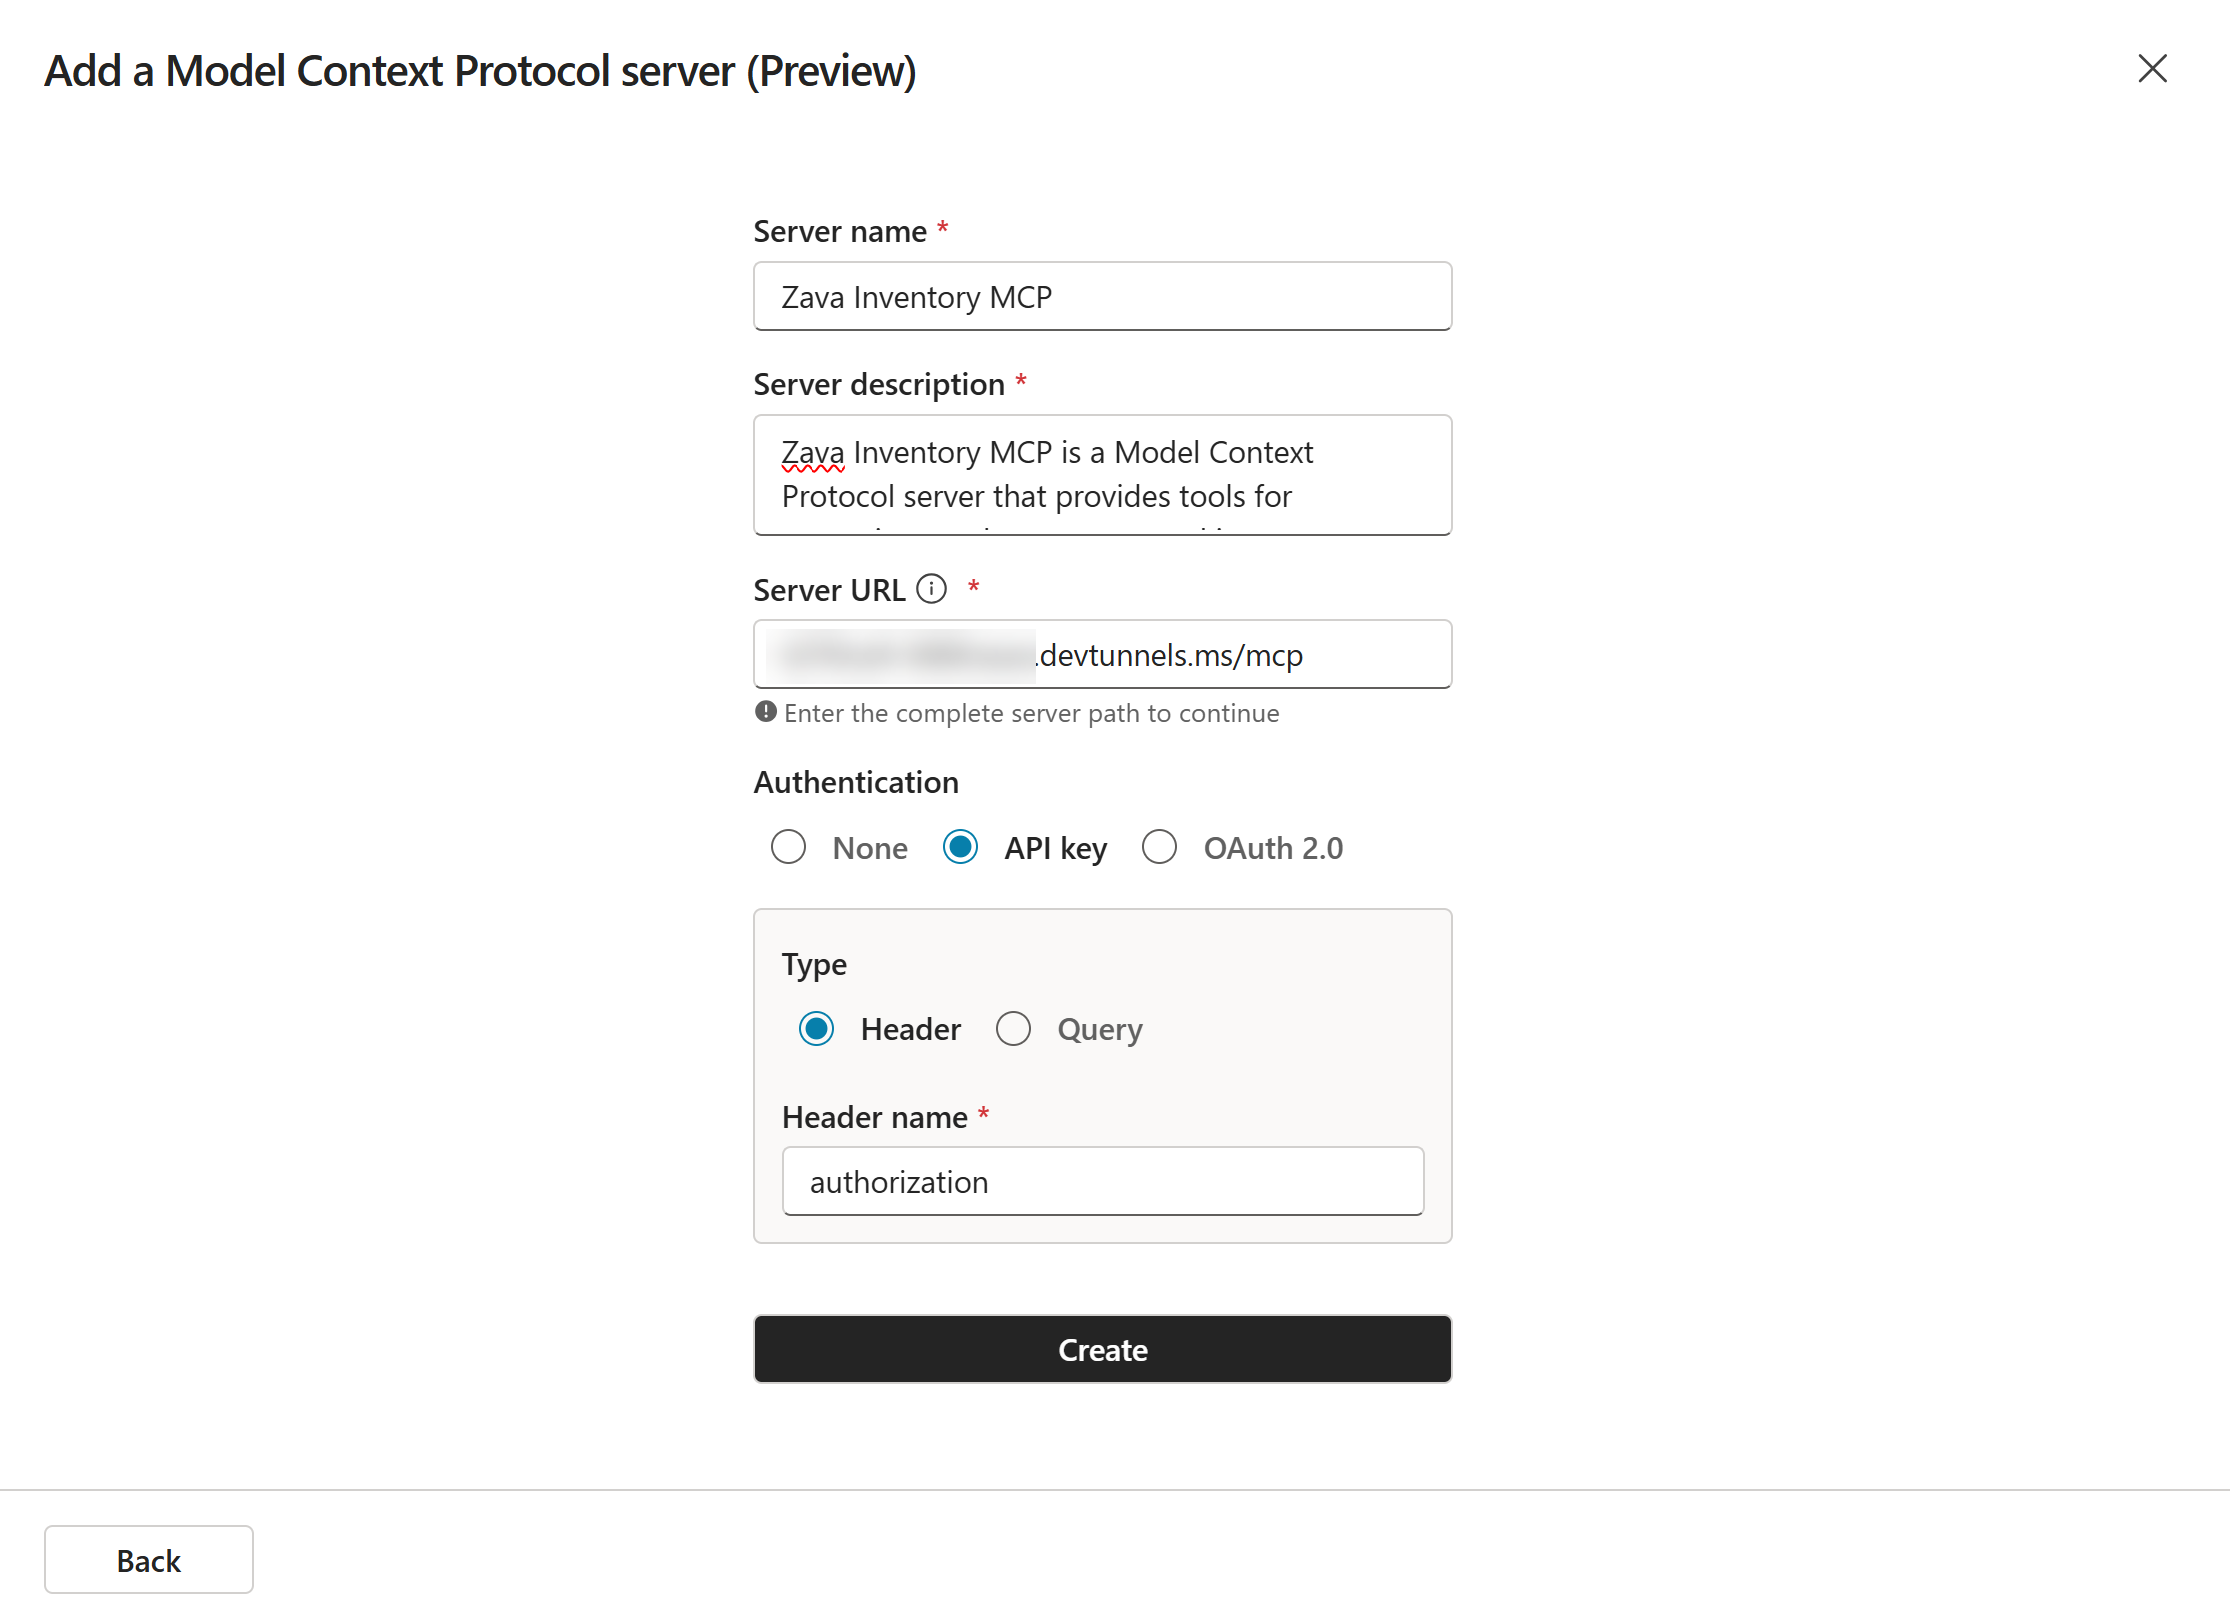 Add a Model Context Protocol server (Preview)
Server name *
Zava Inventory MCP
Server description *
Zava Inventory MCP is a Model Context
Protocol server that provides tools for
Server URL *
.devtunnels.ms/mcp
Enter the complete server path to continue
Authentication
None API key OAuth 2.0
Type
Header Query
Header name *
authorization
Create
Back